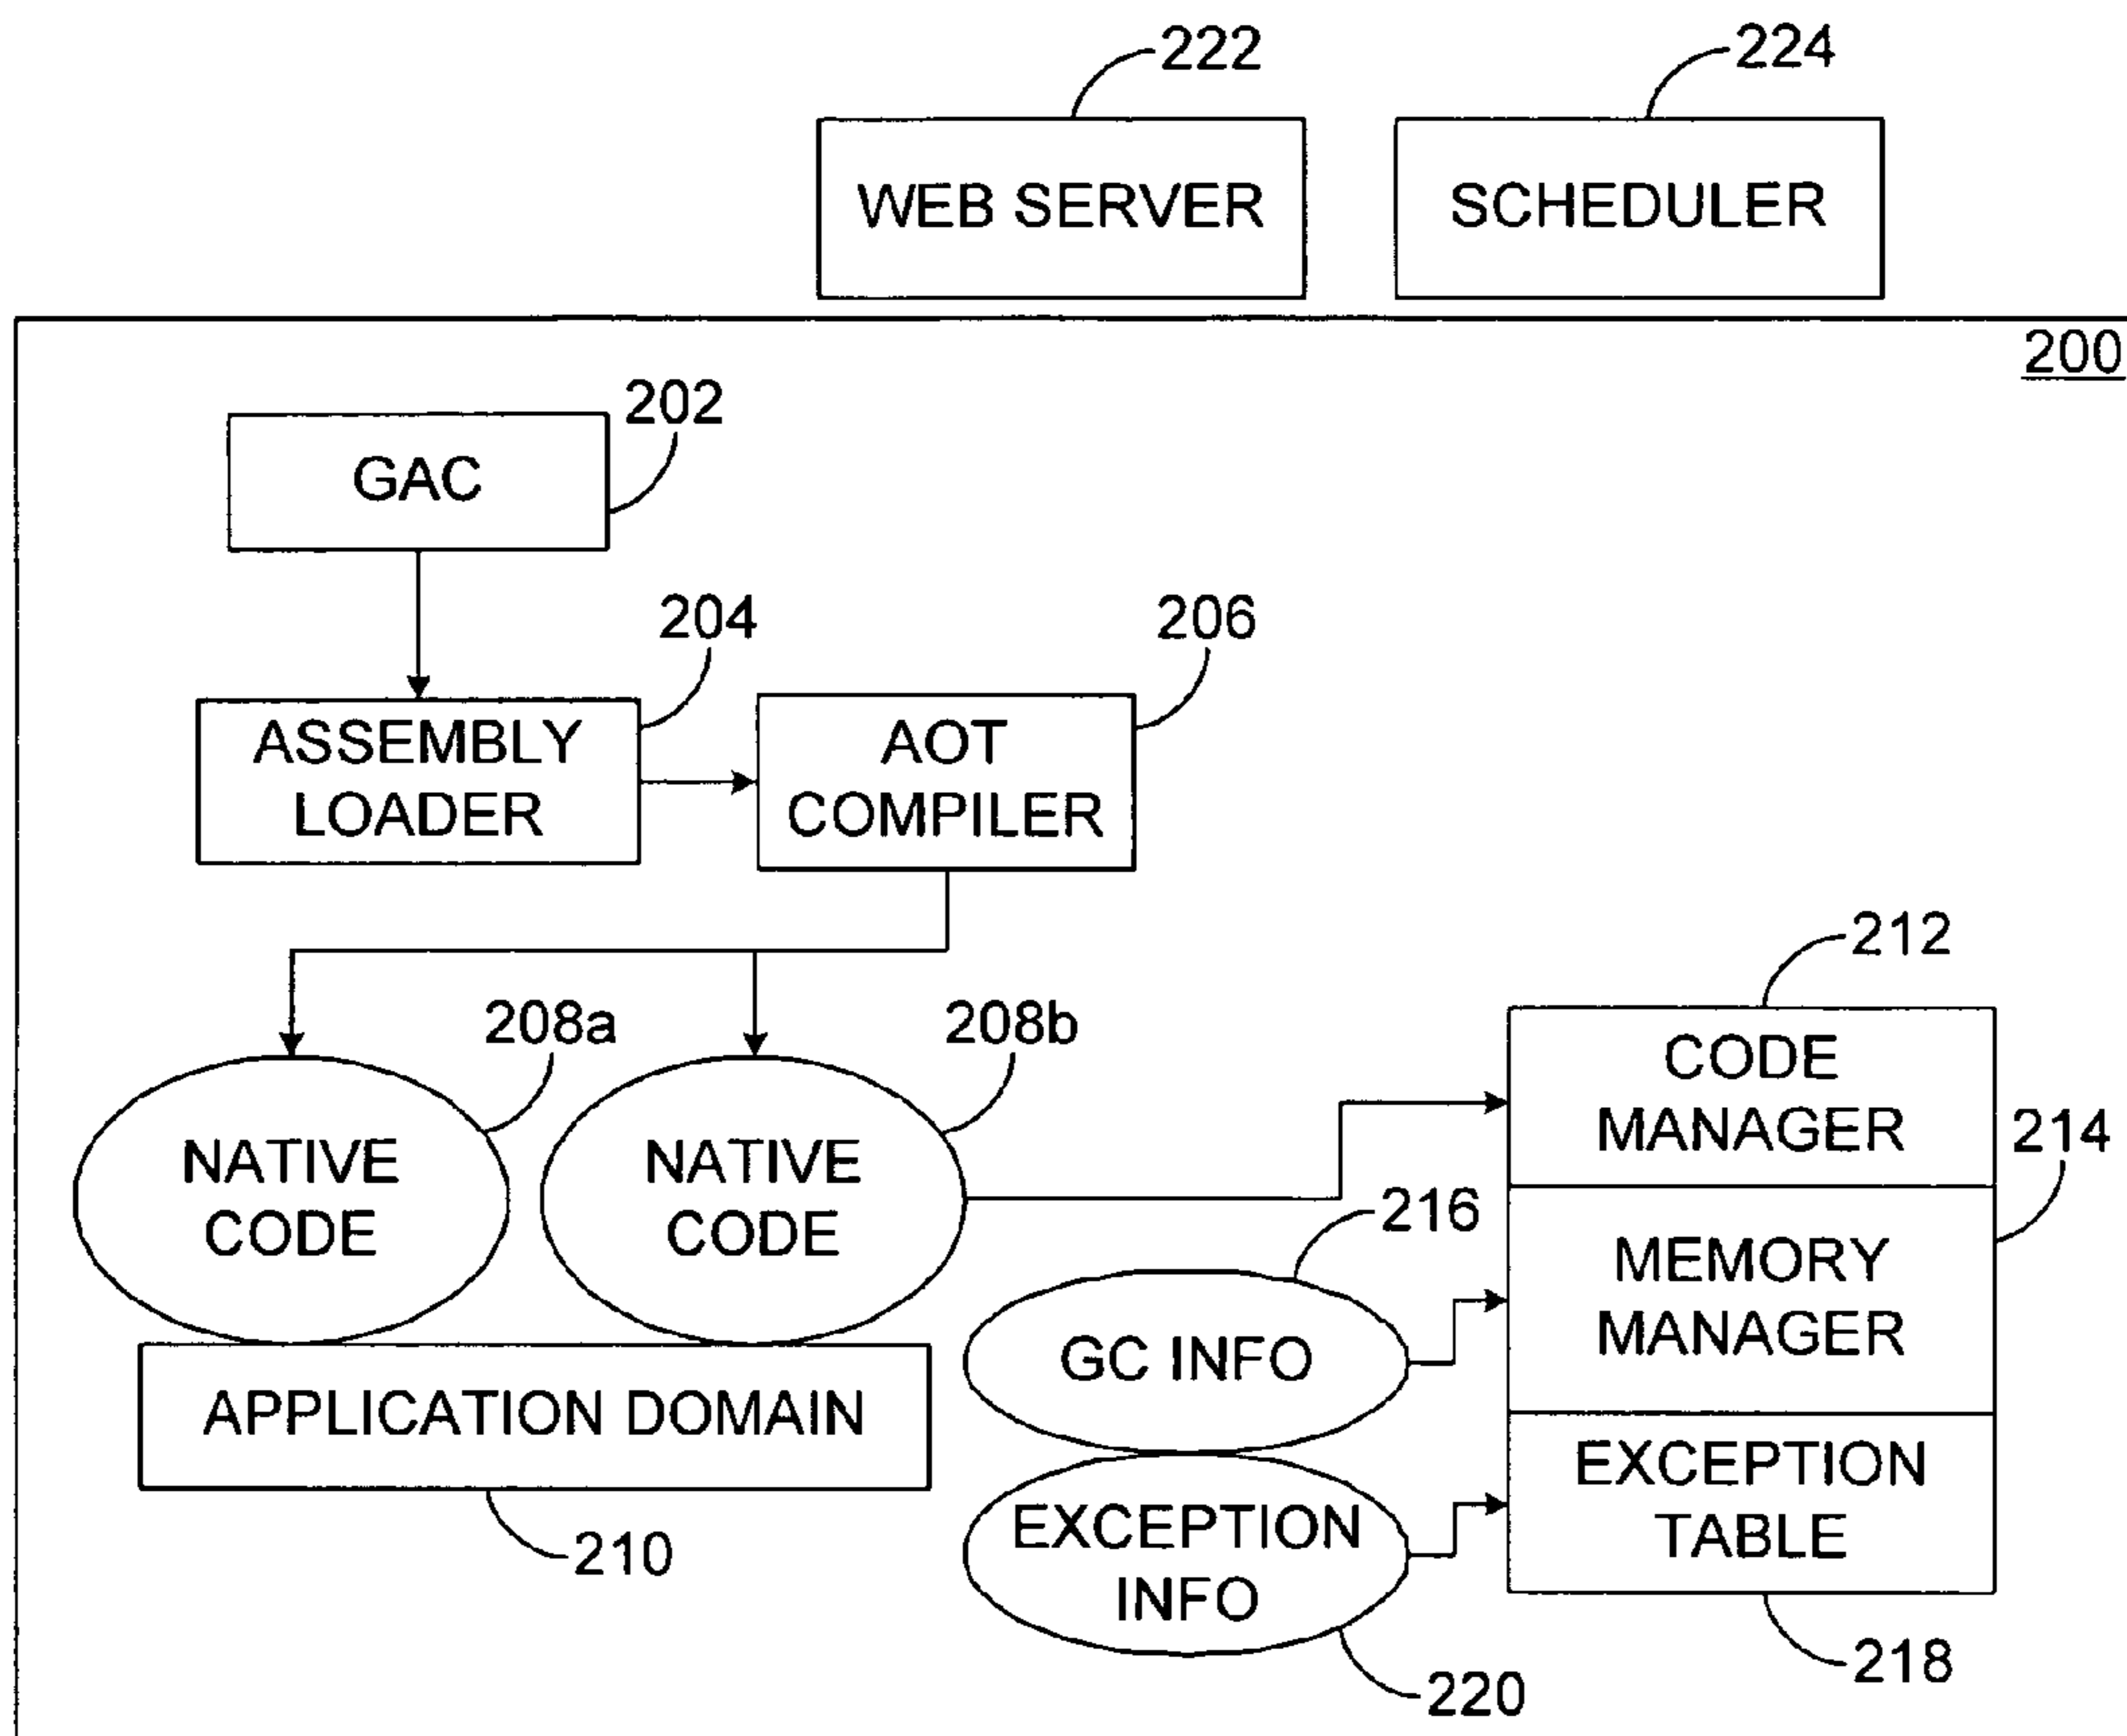 222
224
WEB SERVER
SCHEDULER
200
202
GAC
204
206
ASSEMBLY
LOADER
AOT
COMPILER
212
208a
208b
CODE
MANAGER
214
NATIVE
CODE
NATIVE
CODE
216
MEMORY
MANAGER
GC INFO
APPLICATION DOMAIN
EXCEPTION
TABLE
EXCEPTION
INFO
210
218
220